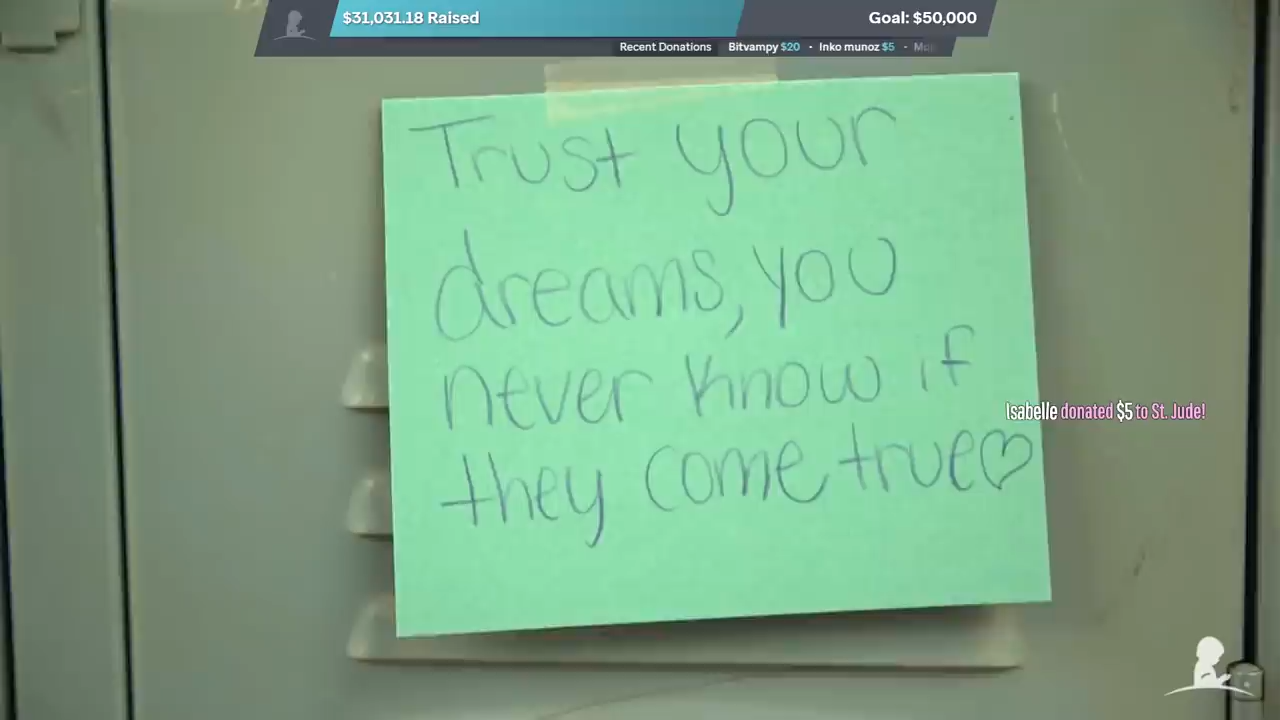 $31,031.18 Raised Goal: $50,000
Recent Donations Bitvampy $20 · Inko munoz $5 ·
Trust your
dreams, you
never know if
they come true♡
Isabelle donated $5 to St. Jude!